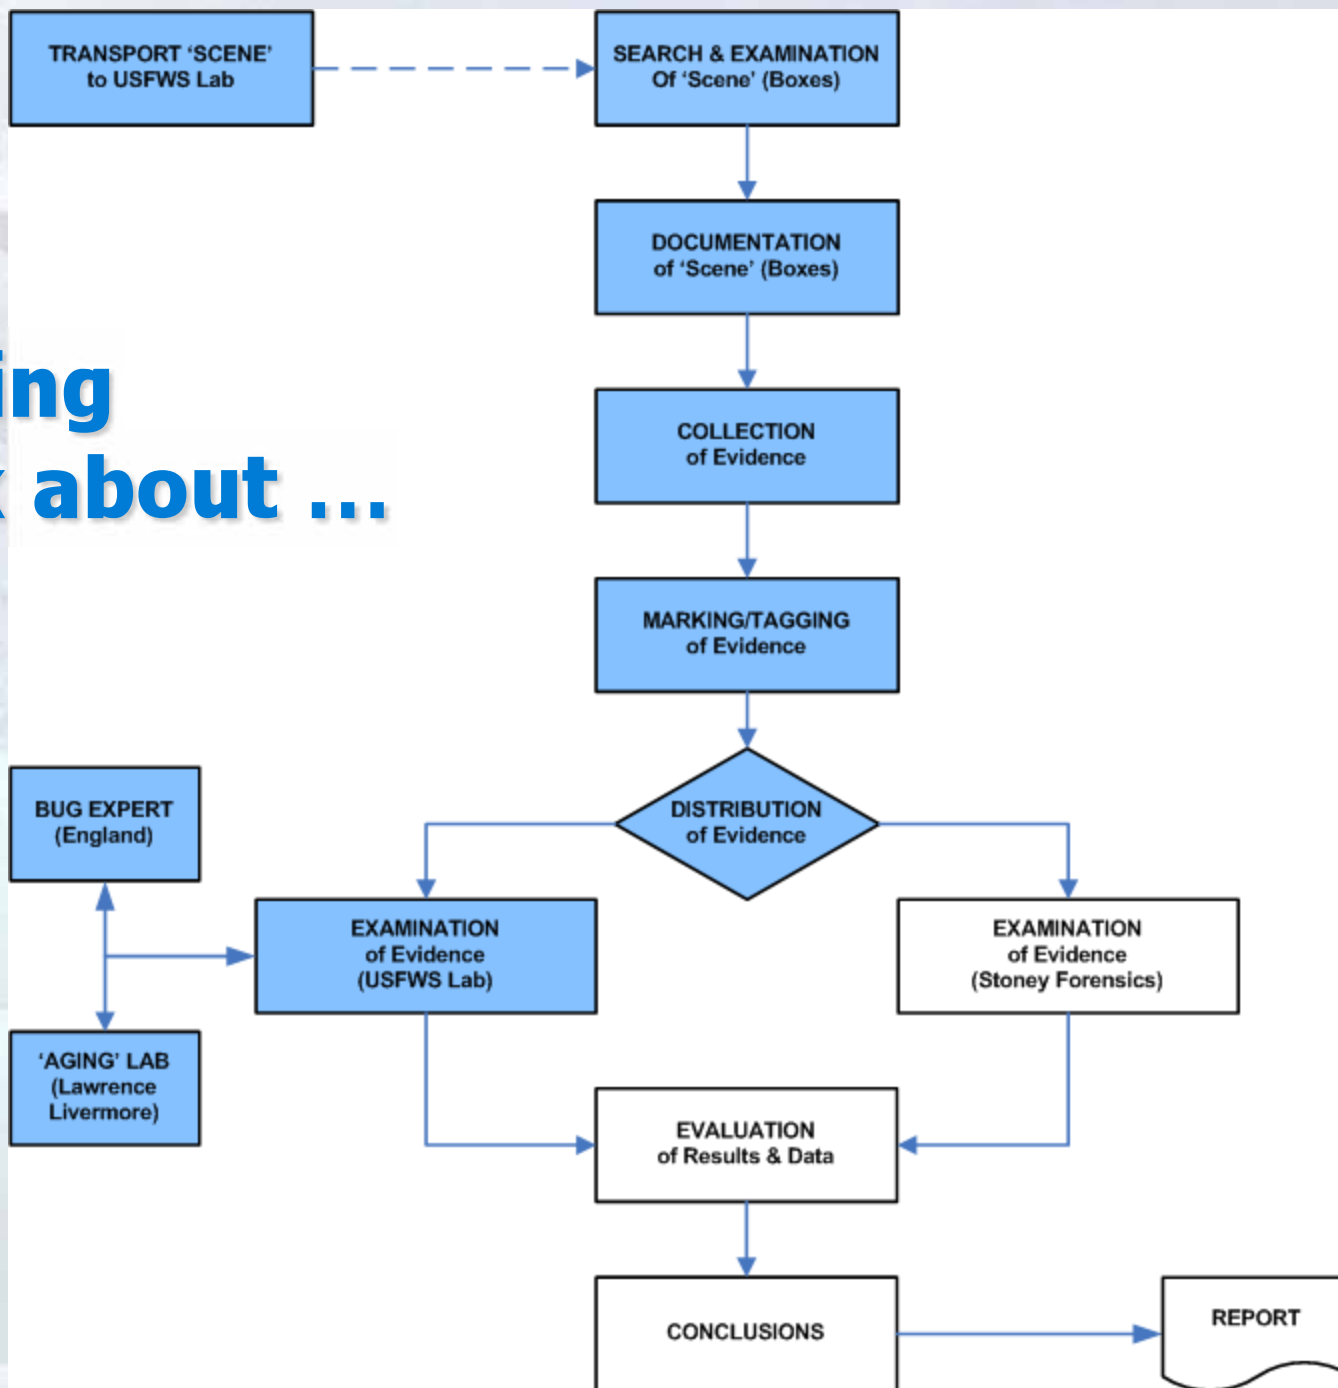 TRANSPORT ‘SCENE’
to USFWS Lab
SEARCH & EXAMINATION
Of ‘Scene’ (Boxes)
DOCUMENTATION
of ‘Scene’ (Boxes)
about ...
COLLECTION
of Evidence
MARKING/TAGGING
of Evidence
DISTRIBUTION
of Evidence
BUG EXPERT
(England)
EXAMINATION
of Evidence
(USFWS Lab)
EXAMINATION
of Evidence
(Stoney Forensics)
‘AGING’ LAB
(Lawrence
Livermore)
EVALUATION
of Results & Data
CONCLUSIONS
REPORT